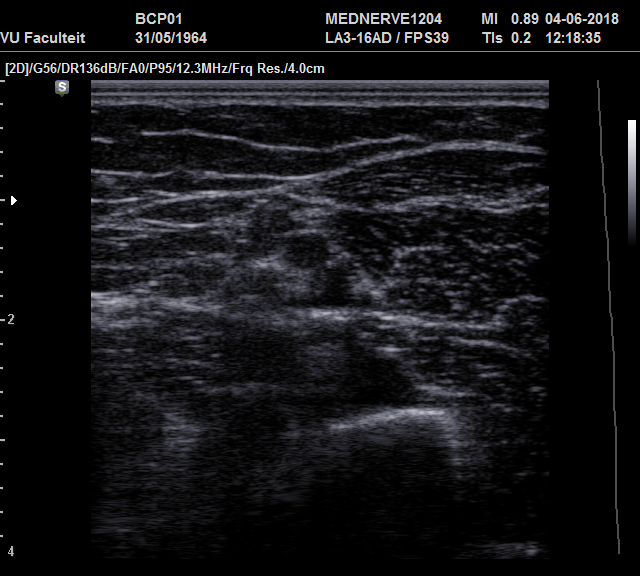 BCP01 MEDNERVE1204 MI 0.89 04-06-2018
VU Faculteit 31/05/1964 LA3-16AD / FPS39 TIs 0.2 12:18:35
[2D]/G56/DR136dB/FA0/P95/12.3MHz/Frq Res./4.0cm
S
2
4